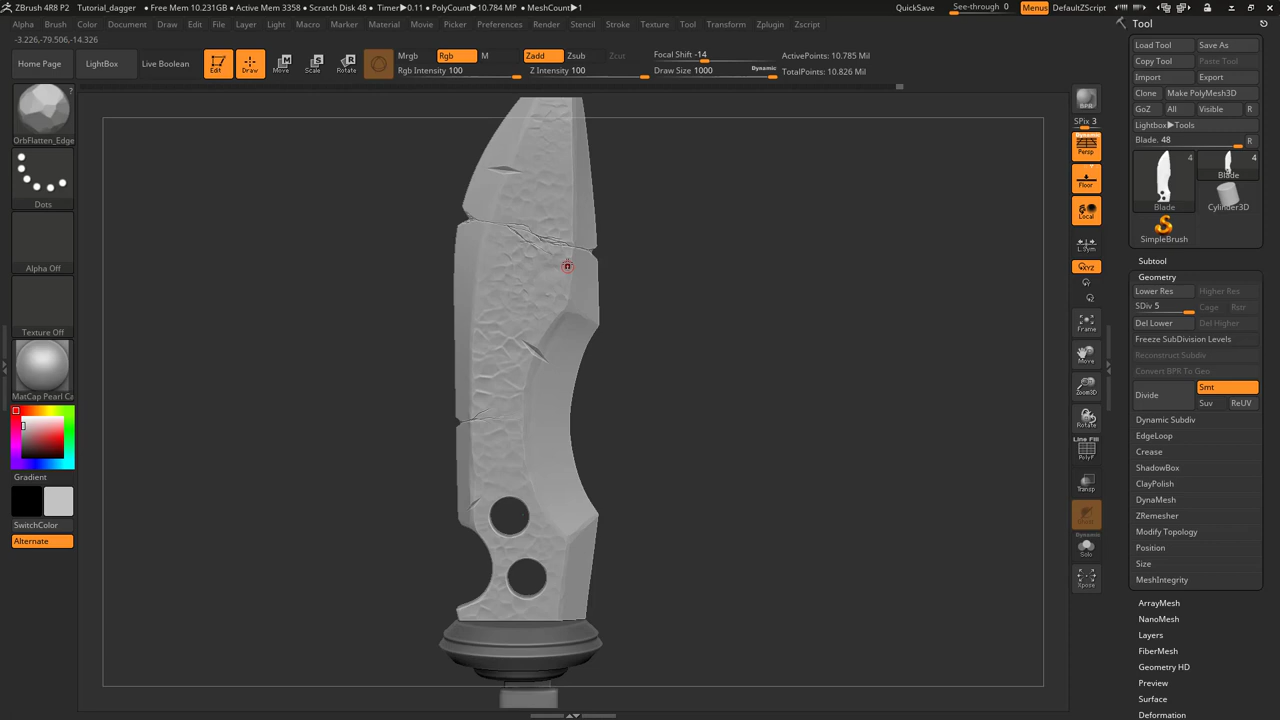 ZBrush 4R8 P2 Tutorial_dagger • Free Mem 10.231GB • Active Mem 3358 • Scratch Disk 48 • Timer▶0.11 • PolyCount▶10.784 MP • MeshCount▶1 QuickSave See-through 0 Menus DefaultZScript
Alpha Brush Color Document Draw Edit File Layer Light Macro Marker Material Movie Picker Preferences Render Stencil Stroke Texture Tool Transform Zplugin Zscript
-3.226,-79.506,-14.326
Home Page LightBox Live Boolean
Edit Draw Move Scale Rotate
Mrgb Rgb M
Rgb Intensity 100
Zadd Zsub Zcut
Z Intensity 100
Focal Shift -14
Draw Size 1000 Dynamic
ActivePoints: 10.785 Mil
TotalPoints: 10.826 Mil
?
OrbFlatten_Edge
Dots
Alpha Off
Texture Off
MatCap Pearl Ca
Gradient
SwitchColor
Alternate
SPR
SPix 3
Dynamic
Persp
Floor
Local
L.Sym
XYZ
Frame
Move
Zoom3D
Rotate
Line Fill
PolyF
Transp
Dynamic
Solo
Xpose
Tool
Load Tool Save As
Copy Tool Paste Tool
Import Export
Clone Make PolyMesh3D
GoZ All Visible R
Lightbox▶Tools
Blade. 48 R
4 4
Blade
Blade
Cylinder3D
SimpleBrush
Subtool
Geometry
Lower Res Higher Res
SDiv 5 Cage Rstr
Del Lower Del Higher
Freeze SubDivision Levels
Reconstruct Subdiv
Convert BPR To Geo
Divide Smt
Suv ReUV
Dynamic Subdiv
EdgeLoop
Crease
ShadowBox
ClayPolish
DynaMesh
ZRemesher
Modify Topology
Position
Size
MeshIntegrity
ArrayMesh
NanoMesh
Layers
FiberMesh
Geometry HD
Preview
Surface
Deformation